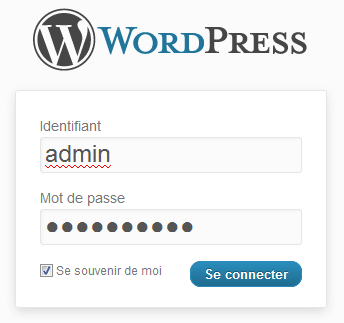 WORDPRESS
Identifiant
admin
Mot de passe
●●●●●●●●●●
Se souvenir de moi
Se connecter